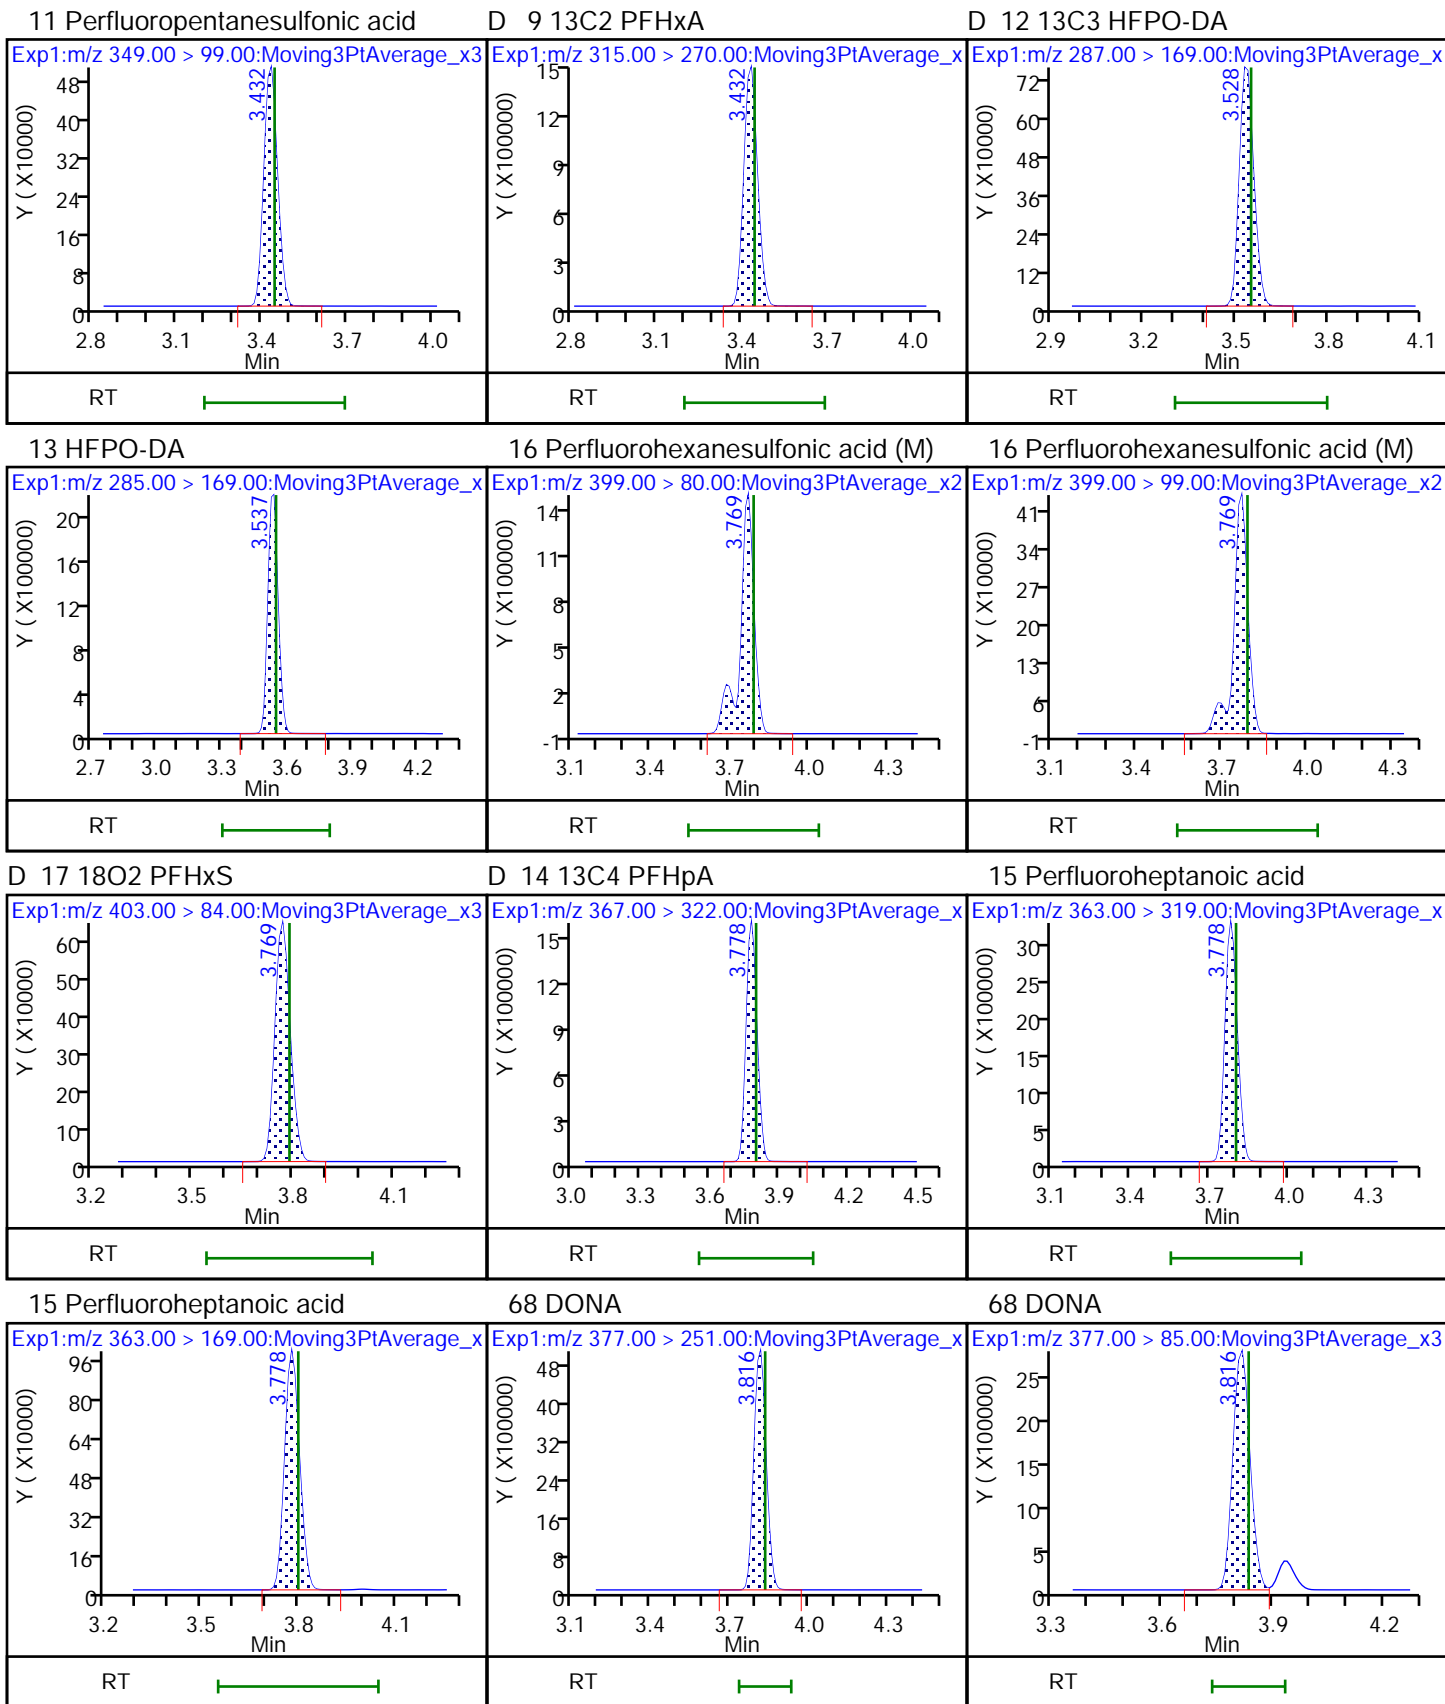 11 Perfluoropentanesulfonic acid
Exp1:m/z 349.00 > 99.00:Moving3PtAverage_x3
Y ( X10000)
48
40
32
24
16
8
0
3.432
2.8 3.1 3.4 3.7 4.0
Min
RT
D 9 13C2 PFHxA
Exp1:m/z 315.00 > 270.00:Moving3PtAverage_x
Y ( X100000)
15
12
9
6
3
3.432
2.8 3.1 3.4 3.7 4.0
Min
RT
D 12 13C3 HFPO-DA
Exp1:m/z 287.00 > 169.00:Moving3PtAverage_x
Y ( X10000)
72
60
48
36
24
12
0
3.528
2.9 3.2 3.5 3.8 4.1
Min
RT
13 HFPO-DA
Exp1:m/z 285.00 > 169.00:Moving3PtAverage_x
Y ( X100000)
20
16
12
8
4
0
3.537
2.7 3.0 3.3 3.6 3.9 4.2
Min
RT
16 Perfluorohexanesulfonic acid (M)
Exp1:m/z 399.00 > 80.00:Moving3PtAverage_x2
Y ( X100000)
14
11
8
5
2
-1
3.769
3.1 3.4 3.7 4.0 4.3
Min
RT
16 Perfluorohexanesulfonic acid (M)
Exp1:m/z 399.00 > 99.00:Moving3PtAverage_x2
Y ( X10000)
41
34
27
20
13
6
-1
3.769
3.1 3.4 3.7 4.0 4.3
Min
RT
D 17 18O2 PFHxS
Exp1:m/z 403.00 > 84.00:Moving3PtAverage_x3
Y ( X10000)
60
50
40
30
20
10
0
3.769
3.2 3.5 3.8 4.1
Min
RT
D 14 13C4 PFHpA
Exp1:m/z 367.00 > 322.00:Moving3PtAverage_x
Y ( X100000)
15
12
9
6
3
0
3.778
3.0 3.3 3.6 3.9 4.2 4.5
Min
RT
15 Perfluoroheptanoic acid
Exp1:m/z 363.00 > 319.00:Moving3PtAverage_x
Y ( X100000)
30
25
20
15
10
5
0
3.778
3.1 3.4 3.7 4.0 4.3
Min
RT
15 Perfluoroheptanoic acid
Exp1:m/z 363.00 > 169.00:Moving3PtAverage_x
Y ( X10000)
96
80
64
48
32
16
0
3.778
3.2 3.5 3.8 4.1
Min
RT
68 DONA
Exp1:m/z 377.00 > 251.00:Moving3PtAverage_x
Y ( X100000)
48
40
32
24
16
8
0
3.816
3.1 3.4 3.7 4.0 4.3
Min
RT
68 DONA
Exp1:m/z 377.00 > 85.00:Moving3PtAverage_x3
Y ( X100000)
25
20
15
10
5
0
3.816
3.3 3.6 3.9 4.2
Min
RT